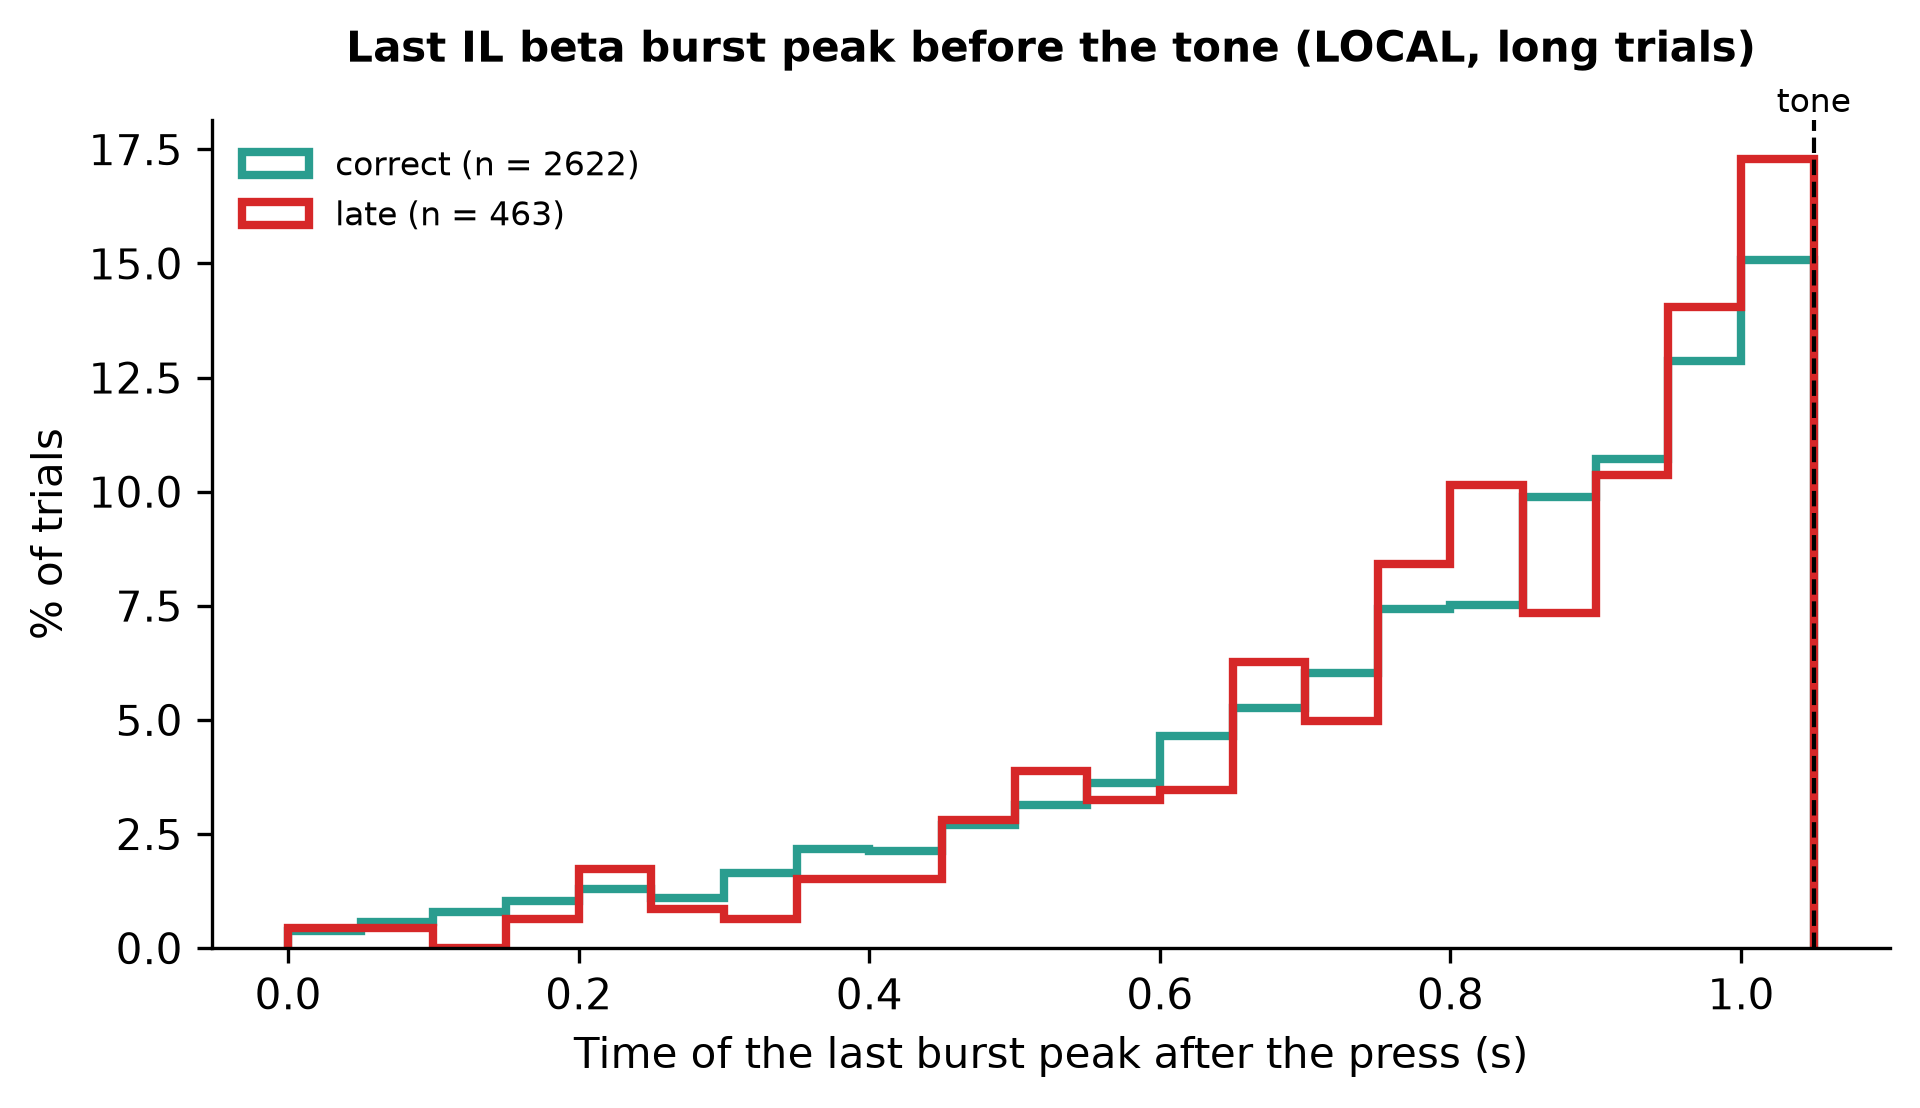 Last IL beta burst peak before the tone (LOCAL, long trials)
tone
correct (n = 2622)
late (n = 463)
% of trials
17.5
15.0
12.5
10.0
7.5
5.0
2.5
0.0
0.0 0.2 0.4 0.6 0.8 1.0
Time of the last burst peak after the press (s)